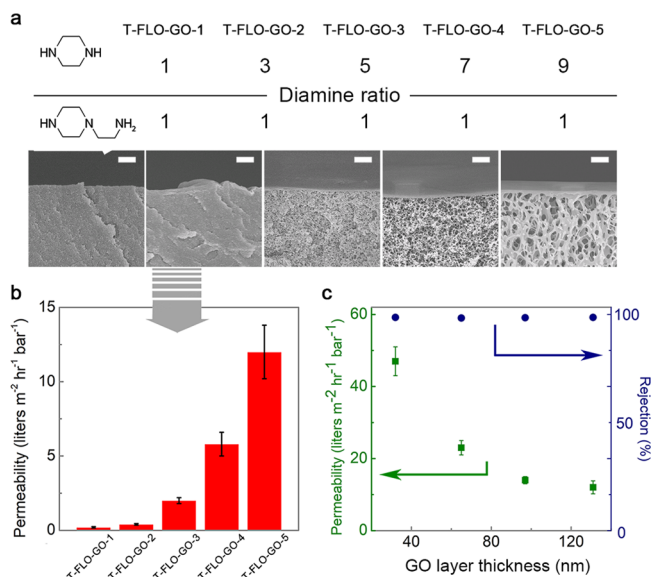 a
T-FLO-GO-1 T-FLO-GO-2 T-FLO-GO-3 T-FLO-GO-4 T-FLO-GO-5
HN NH 1 3 5 7 9
Diamine ratio
HN N NH₂ 1 1 1 1 1
b
Permeability (liters m⁻² hr⁻¹ bar⁻¹)
15
12
9
6
3
0
T-FLO-GO-1 T-FLO-GO-2 T-FLO-GO-3 T-FLO-GO-4 T-FLO-GO-5
c
Permeability (liters m⁻² hr⁻¹ bar⁻¹)
60
40
20
0
40 80 120
GO layer thickness (nm)
100
50
0
Rejection (%)